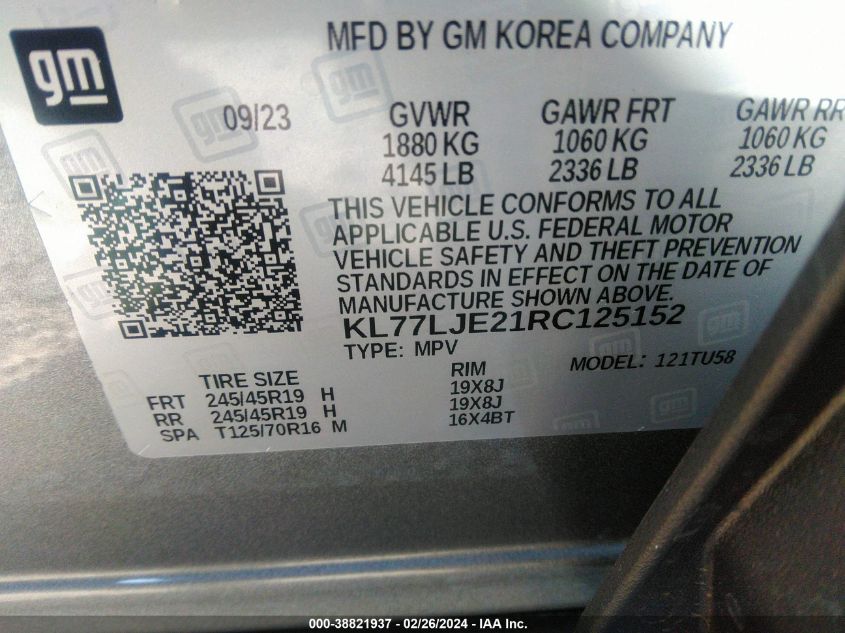 gm
MFD BY GM KOREA COMPANY
09/23 GVWR GAWR FRT GAWR RR
1880 KG 1060 KG 1060 KG
4145 LB 2336 LB 2336 LB
THIS VEHICLE CONFORMS TO ALL
APPLICABLE U.S. FEDERAL MOTOR
VEHICLE SAFETY AND THEFT PREVENTION
STANDARDS IN EFFECT ON THE DATE OF
MANUFACTURE SHOWN ABOVE.
KL77LJE21RC125152
TYPE: MPV MODEL: 121TU58
TIRE SIZE RIM
FRT 245/45R19 H 19X8J
RR 245/45R19 H 19X8J
SPA T125/70R16 M 16X4BT
000-38821937 - 02/26/2024 - IAA Inc.